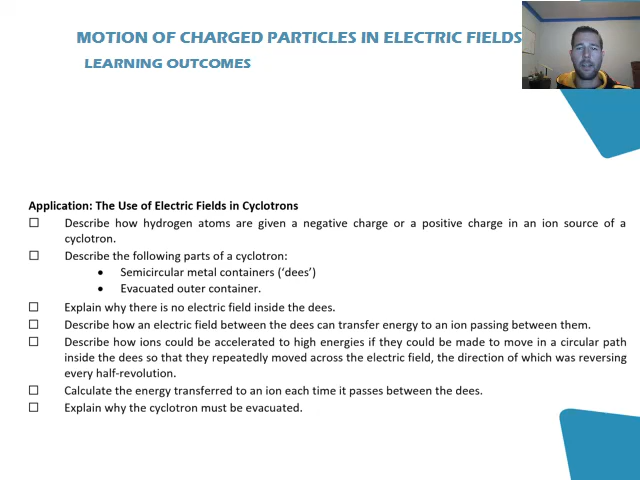 MOTION OF CHARGED PARTICLES IN ELECTRIC FIELDS
LEARNING OUTCOMES
Application: The Use of Electric Fields in Cyclotrons
☐ Describe how hydrogen atoms are given a negative charge or a positive charge in an ion source of a
cyclotron.
☐ Describe the following parts of a cyclotron:
• Semicircular metal containers (‘dees’)
• Evacuated outer container.
☐ Explain why there is no electric field inside the dees.
☐ Describe how an electric field between the dees can transfer energy to an ion passing between them.
☐ Describe how ions could be accelerated to high energies if they could be made to move in a circular path
inside the dees so that they repeatedly moved across the electric field, the direction of which was reversing
every half-revolution.
☐ Calculate the energy transferred to an ion each time it passes between the dees.
☐ Explain why the cyclotron must be evacuated.